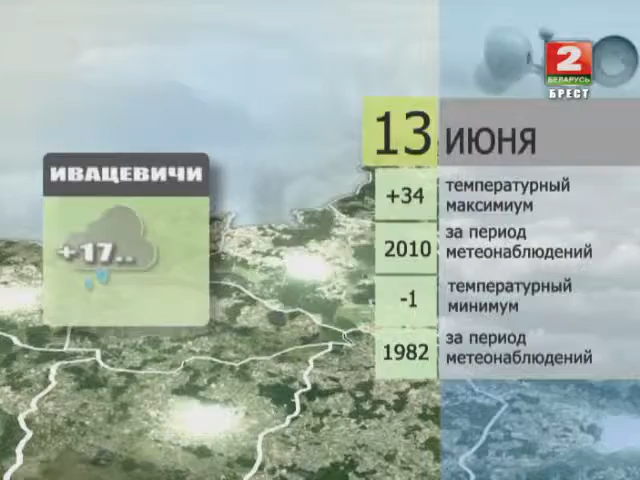 2
БЕЛАРУСЬ
БРЕСТ
13 ИЮНЯ
ИВАЦЕВИЧИ
+17..
+34 температурный
максимиум
2010 за период
метеонаблюдений
-1 температурный
минимум
1982 за период
метеонаблюдений